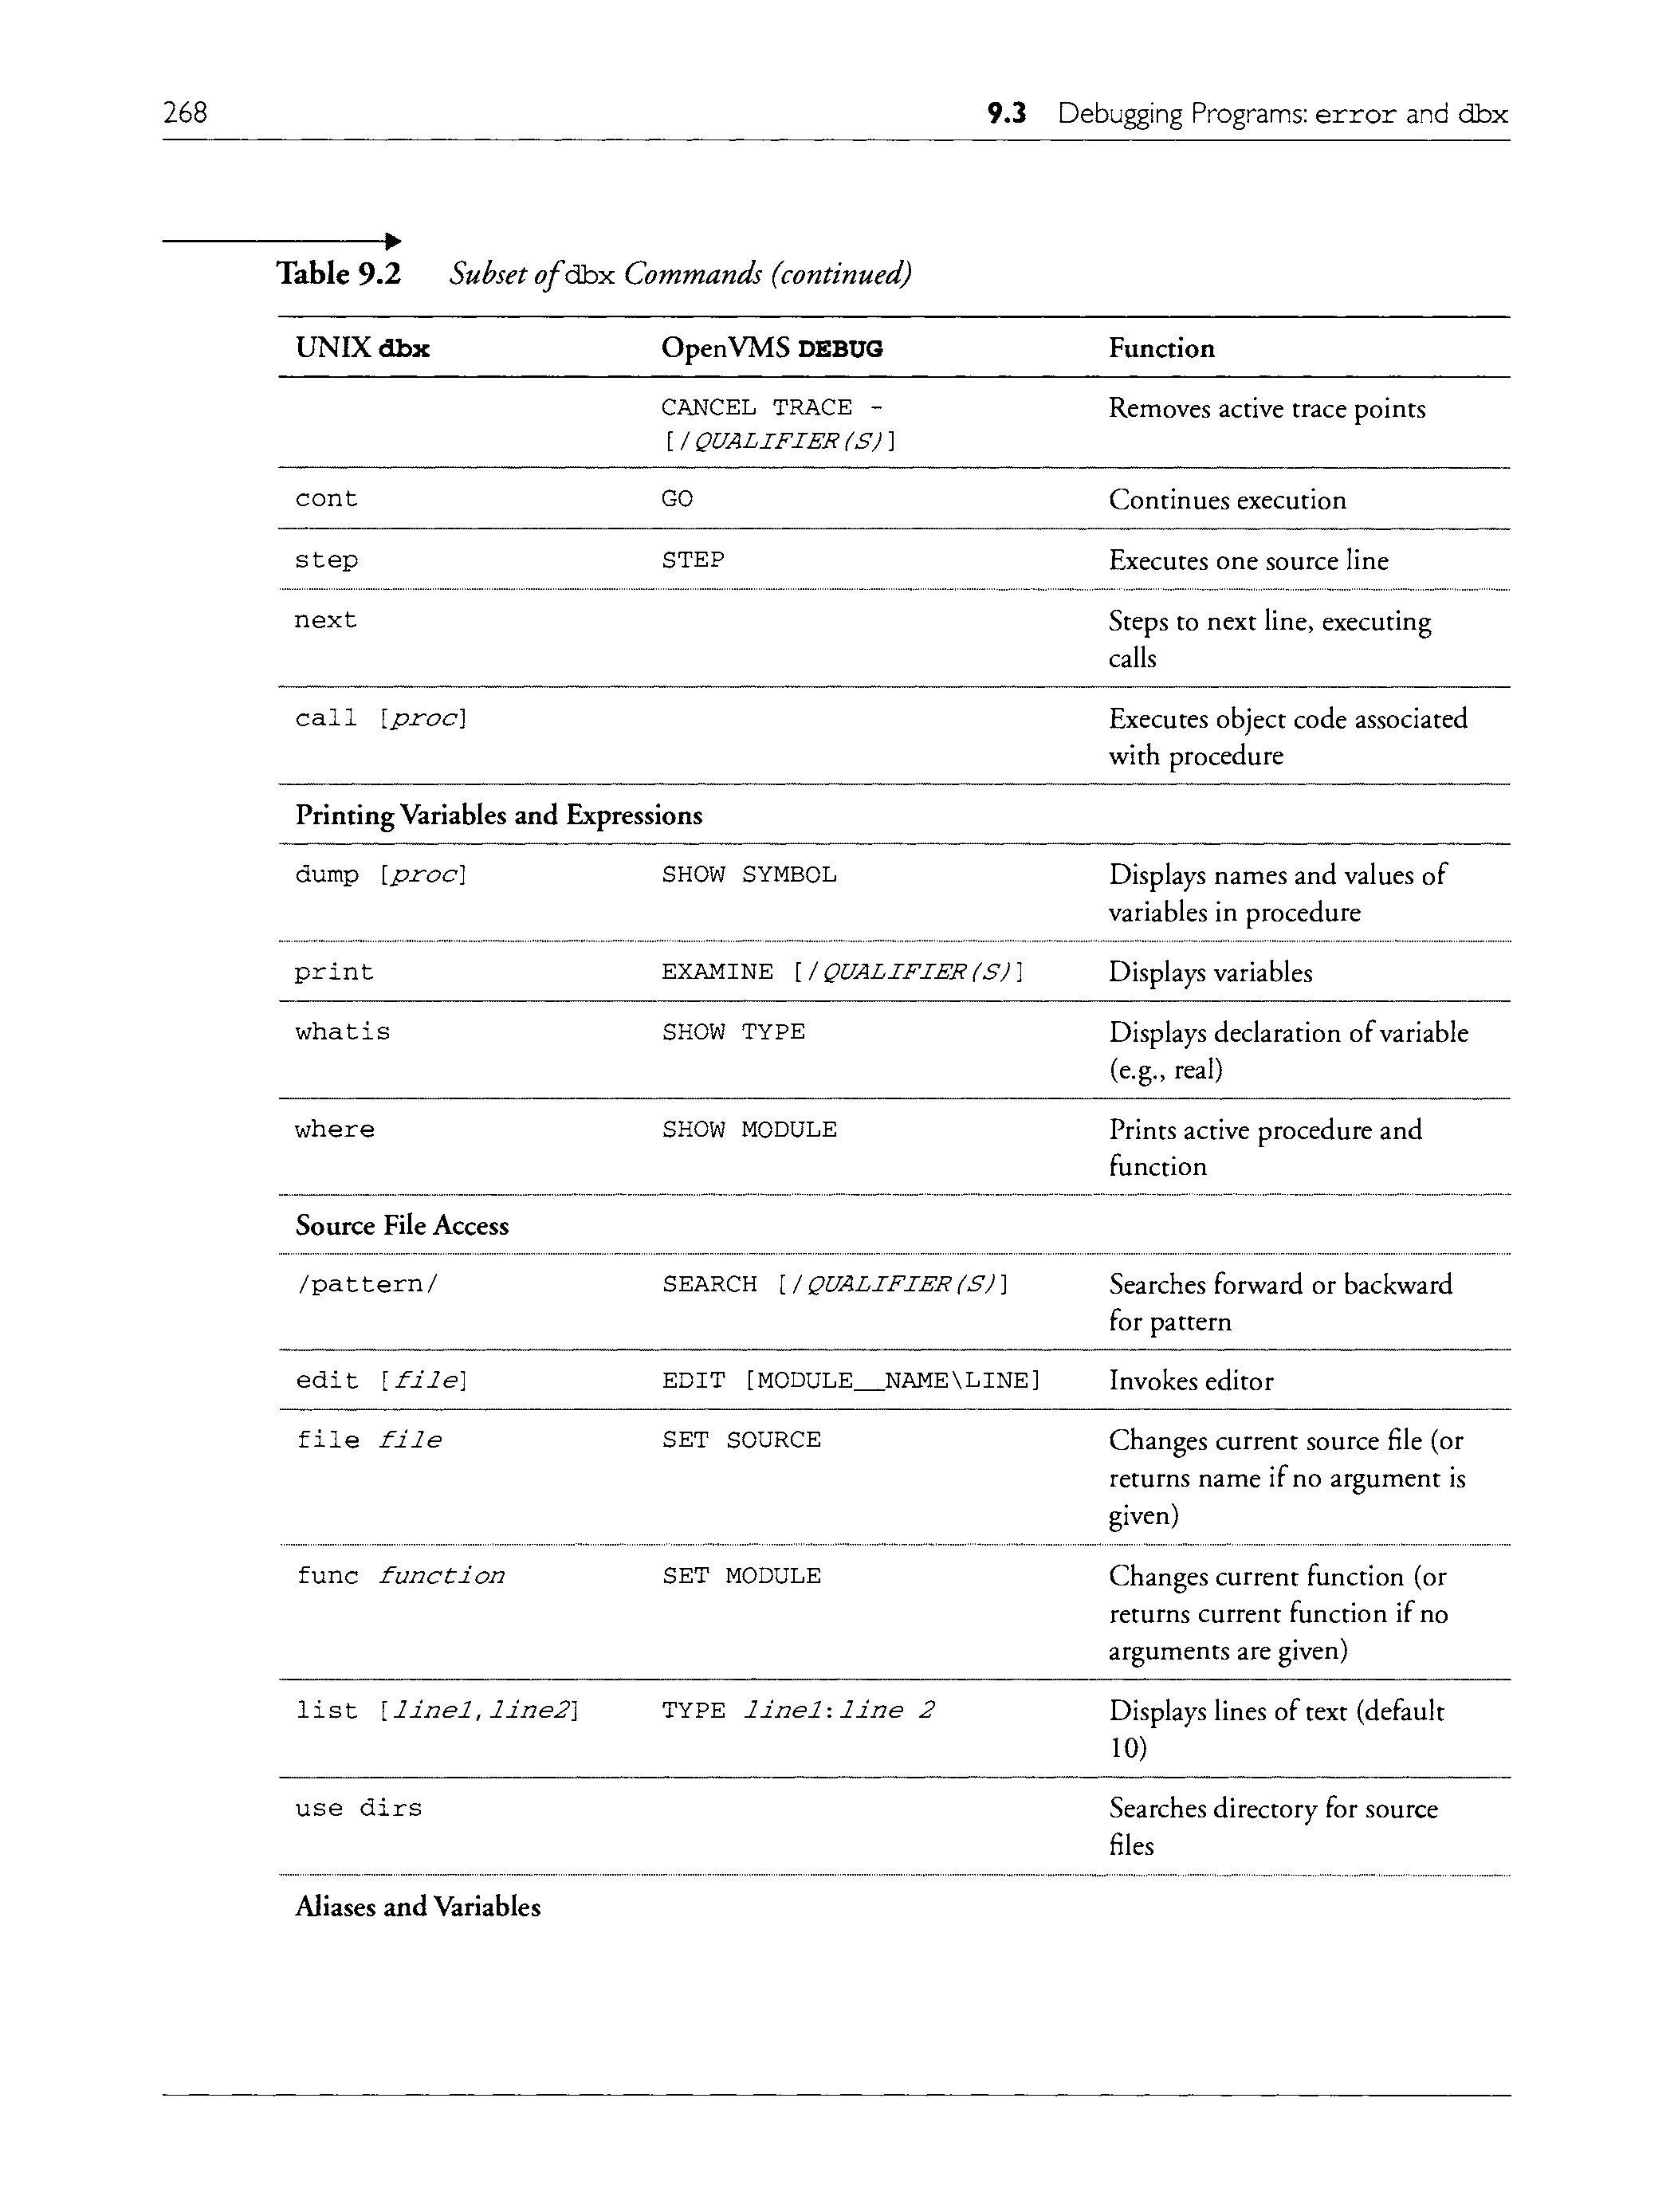 268 9.3 Debugging Programs: error and dbx
Table 9.2 Subset of dbx Commands (continued)
UNIX dbx OpenVMS DEBUG Function
CANCEL TRACE - Removes active trace points
[/QUALIFIER(S)]
cont GO Continues execution
step STEP Executes one source line
next Steps to next line, executing
calls
call [proc] Executes object code associated
with procedure
Printing Variables and Expressions
dump [proc] SHOW SYMBOL Displays names and values of
variables in procedure
print EXAMINE [/QUALIFIER(S)] Displays variables
whatis SHOW TYPE Displays declaration of variable
(e.g., real)
where SHOW MODULE Prints active procedure and
function
Source File Access
/pattern/ SEARCH [/QUALIFIER(S)] Searches forward or backward
for pattern
edit [file] EDIT [MODULE__NAME\LINE] Invokes editor
file file SET SOURCE Changes current source file (or
returns name if no argument is
given)
func function SET MODULE Changes current function (or
returns current function if no
arguments are given)
list [line1,line2] TYPE line1:line 2 Displays lines of text (default
10)
use dirs Searches directory for source
files
Aliases and Variables